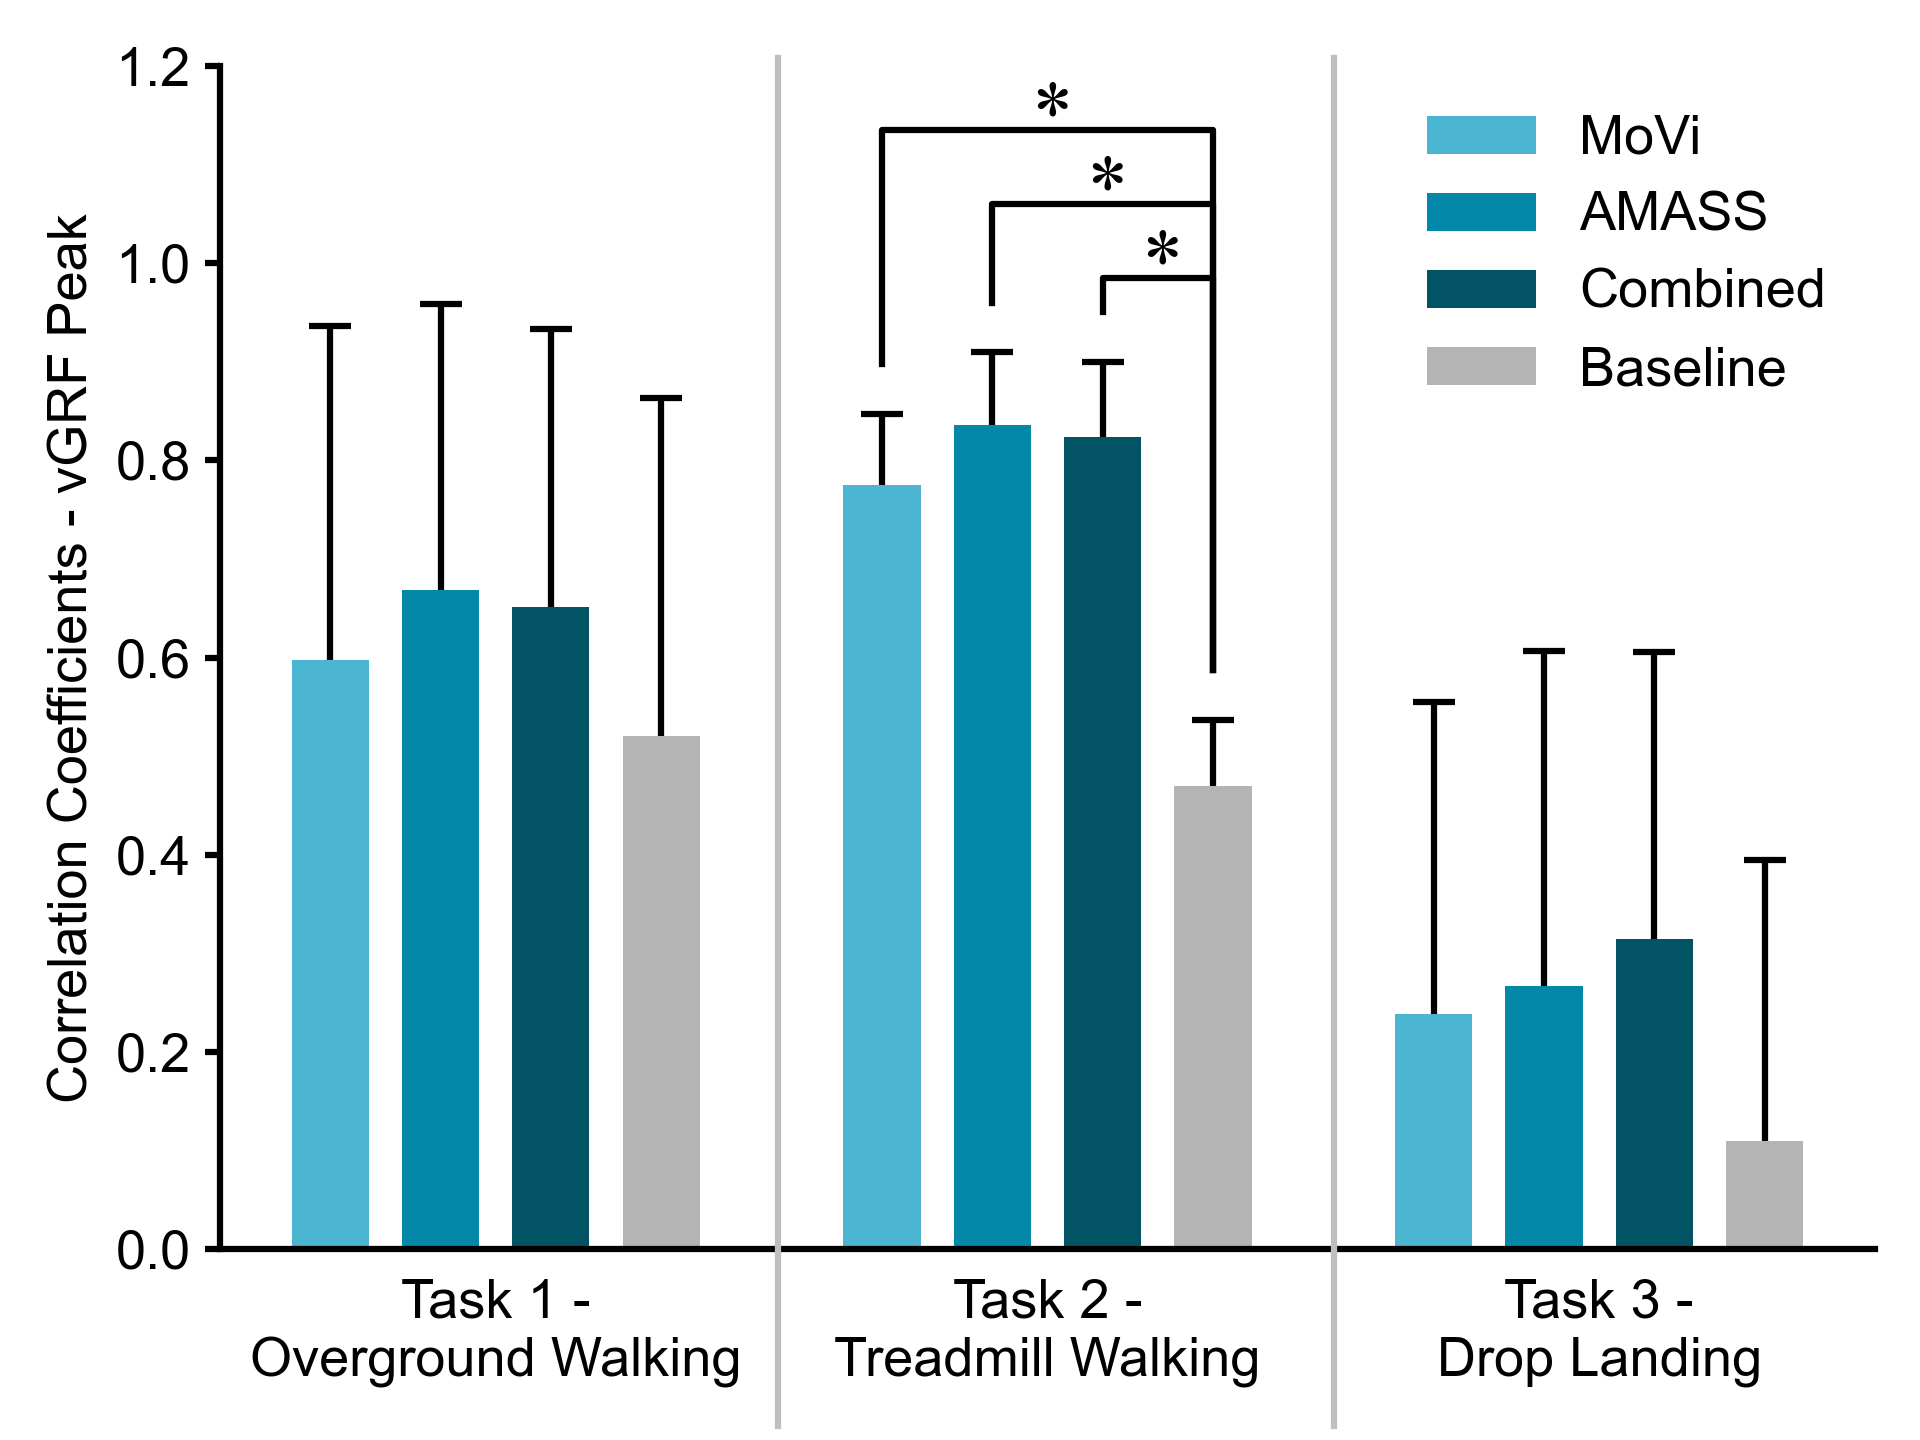 Correlation Coefficients - vGRF Peak
1.2
1.0
0.8
0.6
0.4
0.2
0.0
*
*
*
MoVi
AMASS
Combined
Baseline
Task 1 -
Overground Walking
Task 2 -
Treadmill Walking
Task 3 -
Drop Landing